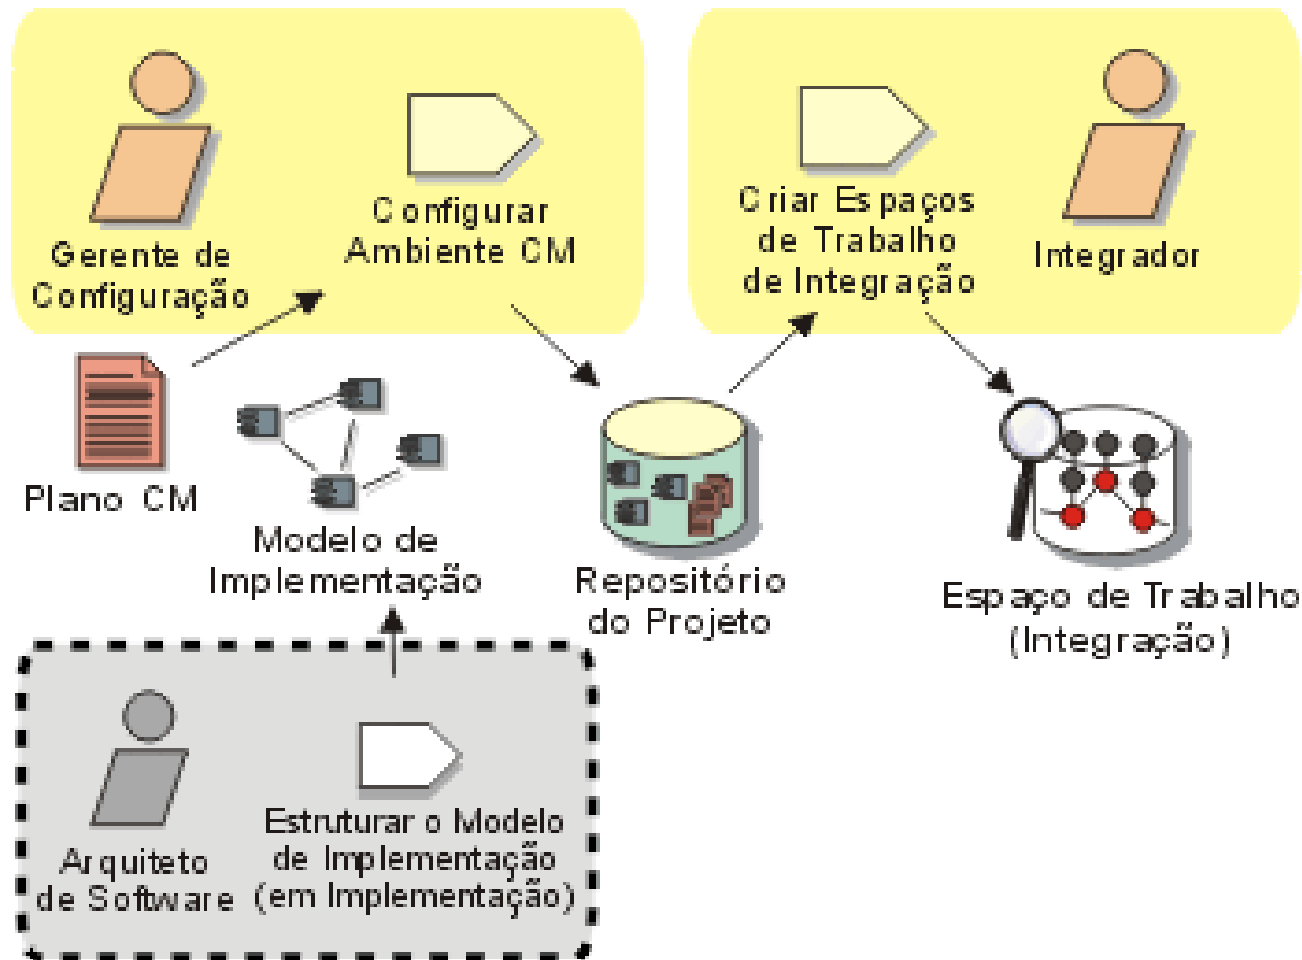 Gerente de
Configuração
Configurar
Ambiente CM
Criar Espaços
de Trabalho
de Integração
Integrador
Plano CM
Modelo de
Implementação
Repositório
do Projeto
Espaço de Trabalho
(Integração)
Arquiteto
de Software
Estruturar o Modelo
de Implementação
(em Implementação)